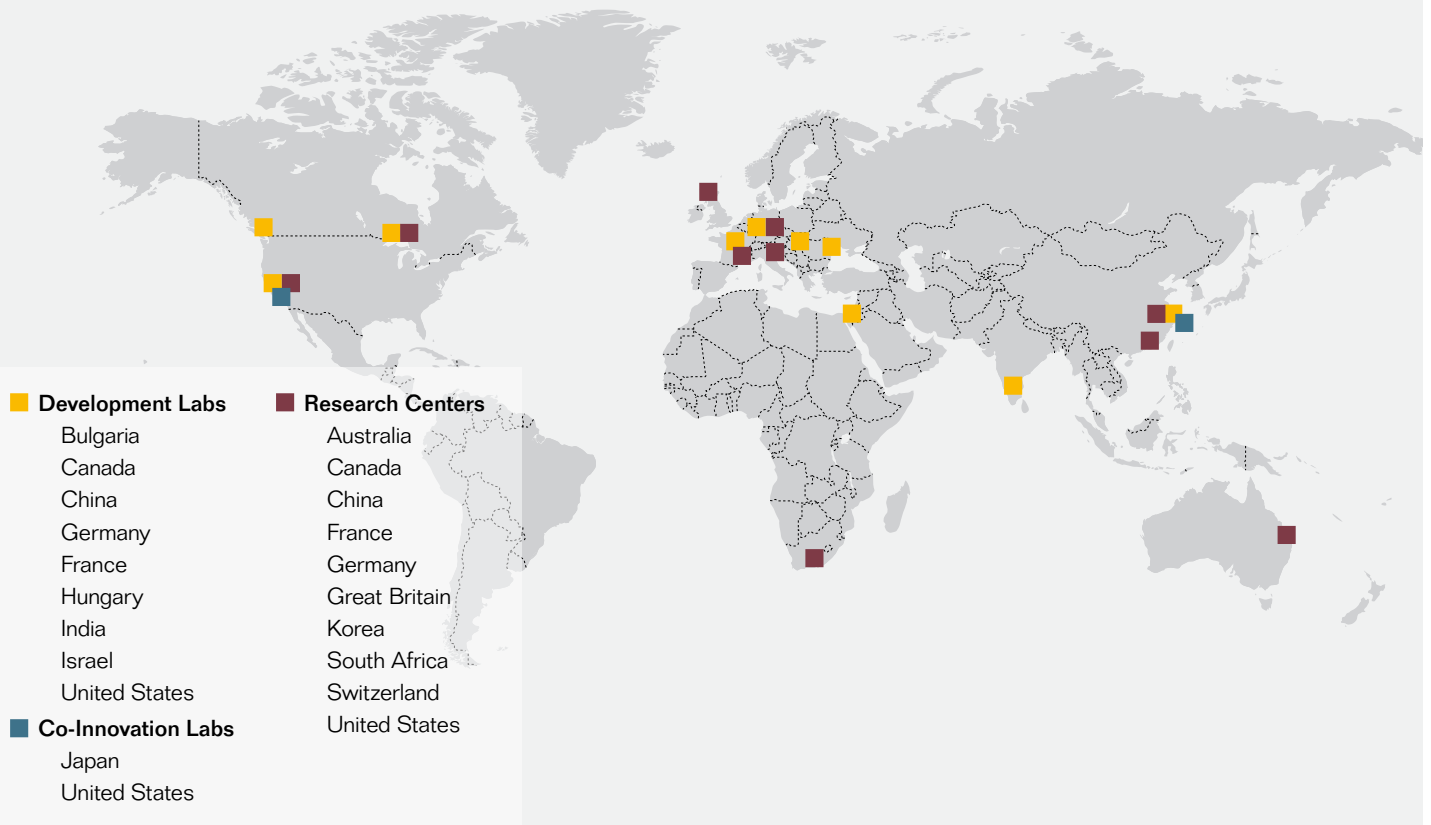 Development Labs
Bulgaria
Canada
China
Germany
France
Hungary
India
Israel
United States
Co-Innovation Labs
Japan
United States
Research Centers
Australia
Canada
China
France
Germany
Great Britain
Korea
South Africa
Switzerland
United States